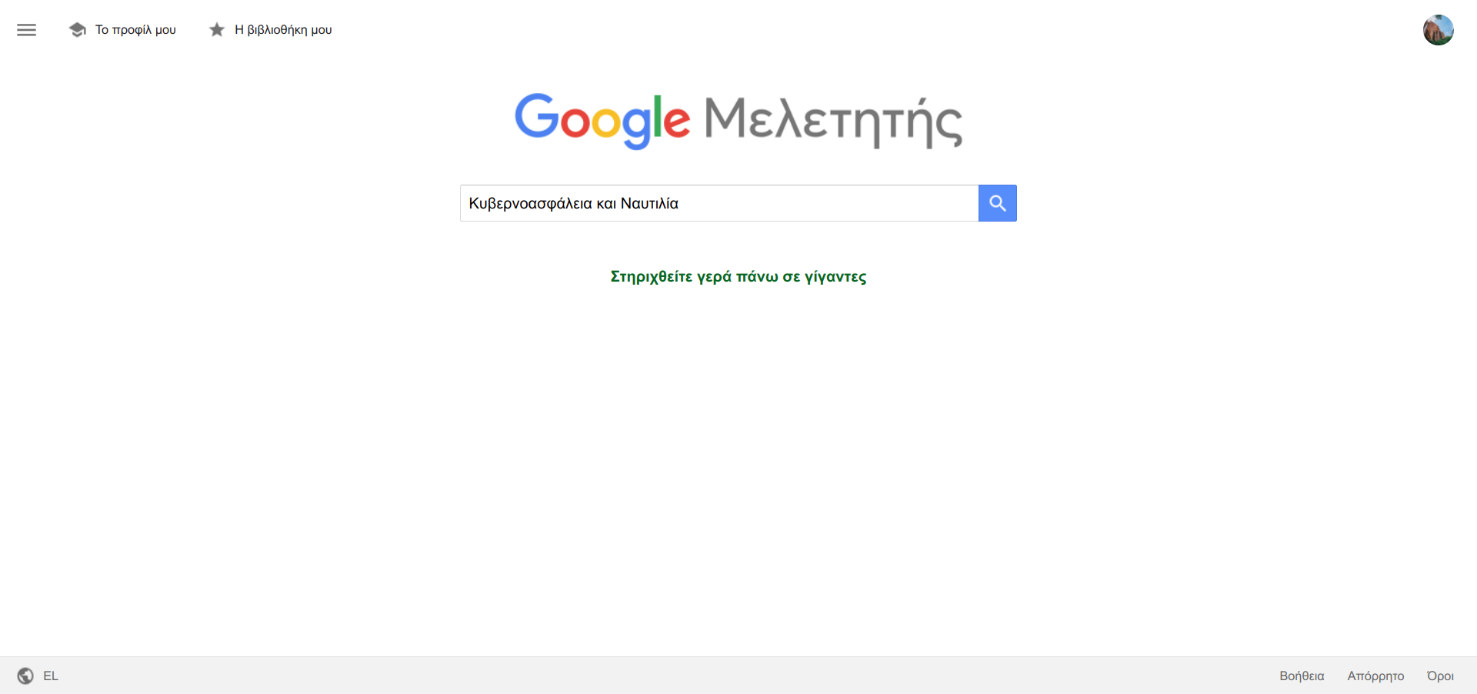 Το προφίλ μου Η βιβλιοθήκη μου
Google Μελετητής
Κυβερνοασφάλεια και Ναυτιλία
Στηριχθείτε γερά πάνω σε γίγαντες
EL Βοήθεια Απόρρητο Όροι